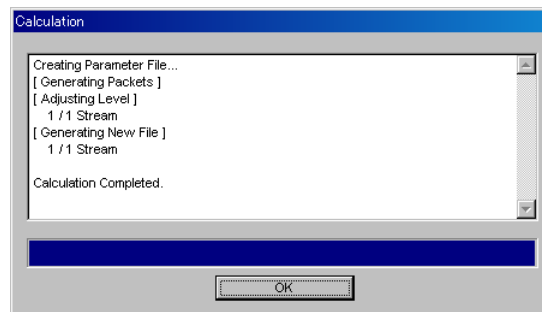 Calculation
Creating Parameter File...
[ Generating Packets ]
[ Adjusting Level ]
1 / 1 Stream
[ Generating New File ]
1 / 1 Stream
Calculation Completed.
OK